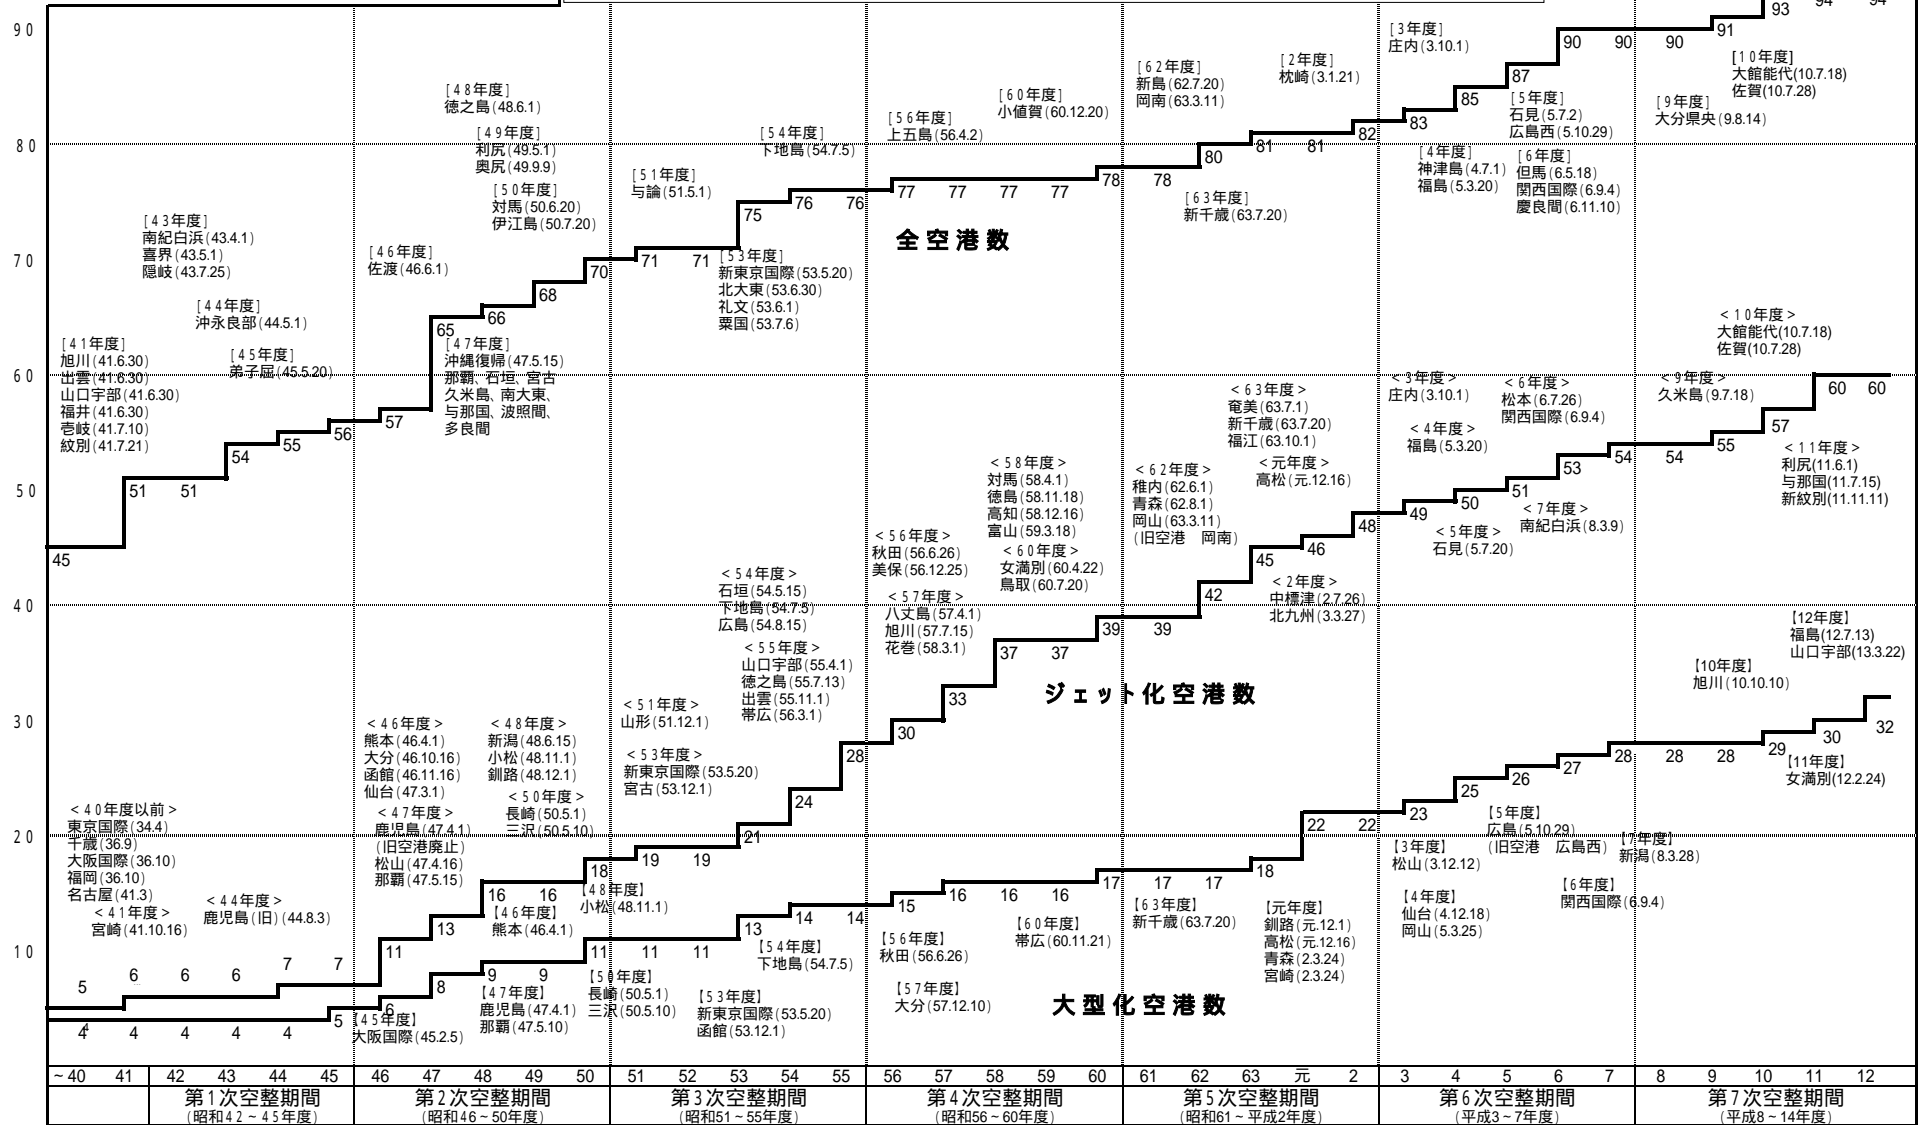 90
80
70
60
50
40
30
20
10
全空港数
45
51
51
54
55
56
57
65
66
68
70
71
71
75
76
76
77
77
77
77
78
78
80
81
81
82
83
85
87
90
90
90
91
93
94
94
[41年度]
旭川(41.6.30)
出雲(41.6.30)
山口宇部(41.6.30)
福井(41.6.30)
壱岐(41.7.10)
紋別(41.7.21)
[43年度]
南紀白浜(43.4.1)
喜界(43.5.1)
隠岐(43.7.25)
[44年度]
沖永良部(44.5.1)
[45年度]
弟子屈(45.5.20)
[46年度]
佐渡(46.6.1)
[47年度]
沖縄復帰(47.5.15)
那覇、石垣、宮古
久米島、南大東、
与那国、波照間、
多良間
[48年度]
徳之島(48.6.1)
[49年度]
利尻(49.5.1)
奥尻(49.9.9)
[50年度]
対馬(50.6.20)
伊江島(50.7.20)
[51年度]
与論(51.5.1)
[53年度]
新東京国際(53.5.20)
北大東(53.6.30)
礼文(53.6.1)
粟国(53.7.6)
[54年度]
下地島(54.7.5)
[56年度]
上五島(56.4.2)
[60年度]
小値賀(60.12.20)
[62年度]
新島(62.7.20)
岡南(63.3.11)
[63年度]
新千歳(63.7.20)
[2年度]
枕崎(3.1.21)
[3年度]
庄内(3.10.1)
[4年度]
神津島(4.7.1)
福島(5.3.20)
[5年度]
石見(5.7.2)
広島西(5.10.29)
[6年度]
但馬(6.5.18)
関西国際(6.9.4)
慶良間(6.11.10)
[9年度]
大分県央(9.8.14)
[10年度]
大館能代(10.7.18)
佐賀(10.7.28)
ジェット化空港数
5
6
6
6
7
7
11
13
16
16
18
19
19
21
24
28
30
33
37
37
39
39
42
45
46
48
49
50
51
53
54
54
55
57
60
60
<40年度以前>
東京国際(34.4)
千歳(36.9)
大阪国際(36.10)
福岡(36.10)
名古屋(41.3)
<41年度>
宮崎(41.10.16)
<44年度>
鹿児島(旧)(44.8.3)
<46年度>
熊本(46.4.1)
大分(46.10.16)
函館(46.11.16)
仙台(47.3.1)
<47年度>
鹿児島(47.4.1)
(旧空港廃止)
松山(47.4.16)
那覇(47.5.15)
<48年度>
新潟(48.6.15)
小松(48.11.1)
釧路(48.12.1)
<50年度>
長崎(50.5.1)
三沢(50.5.10)
<51年度>
山形(51.12.1)
<53年度>
新東京国際(53.5.20)
宮古(53.12.1)
<54年度>
石垣(54.5.15)
下地島(54.7.5)
広島(54.8.15)
<55年度>
山口宇部(55.4.1)
徳之島(55.7.13)
出雲(55.11.1)
帯広(56.3.1)
<56年度>
秋田(56.6.26)
美保(56.12.25)
<57年度>
八丈島(57.4.1)
旭川(57.7.15)
花巻(58.3.1)
<58年度>
対馬(58.4.1)
徳島(58.11.18)
高知(58.12.16)
富山(59.3.18)
<60年度>
女満別(60.4.22)
鳥取(60.7.20)
<62年度>
稚内(62.6.1)
青森(62.8.1)
岡山(63.3.11)
(旧空港 岡南)
<63年度>
奄美(63.7.1)
新千歳(63.7.20)
福江(63.10.1)
<元年度>
高松(元.12.16)
<2年度>
中標津(2.7.26)
北九州(3.3.27)
<3年度>
庄内(3.10.1)
<4年度>
福島(5.3.20)
<5年度>
石見(5.7.20)
<6年度>
松本(6.7.26)
関西国際(6.9.4)
<7年度>
南紀白浜(8.3.9)
<9年度>
久米島(9.7.18)
<10年度>
大館能代(10.7.18)
佐賀(10.7.28)
<11年度>
利尻(11.6.1)
与那国(11.7.15)
新紋別(11.11.11)
大型化空港数
4
4
4
4
4
4
5
6
8
9
9
11
11
11
13
14
14
15
16
16
16
17
17
17
18
22
22
23
25
26
27
28
28
28
29
30
32
【45年度】
大阪国際(45.2.5)
【46年度】
熊本(46.4.1)
【47年度】
鹿児島(47.4.1)
那覇(47.5.10)
【48年度】
小松(48.11.1)
【50年度】
長崎(50.5.1)
三沢(50.5.10)
【53年度】
新東京国際(53.5.20)
函館(53.12.1)
【54年度】
下地島(54.7.5)
【56年度】
秋田(56.6.26)
【57年度】
大分(57.12.10)
【60年度】
帯広(60.11.21)
【63年度】
新千歳(63.7.20)
【元年度】
釧路(元.12.1)
高松(元.12.16)
青森(2.3.24)
宮崎(2.3.24)
【3年度】
松山(3.12.12)
【4年度】
仙台(4.12.18)
岡山(5.3.25)
【5年度】
広島(5.10.29)
(旧空港 広島西)
【6年度】
関西国際(6.9.4)
【7年度】
新潟(8.3.28)
【10年度】
旭川(10.10.10)
【11年度】
女満別(12.2.24)
【12年度】
福島(12.7.13)
山口宇部(13.3.22)
~40 41 42 43 44 45 46 47 48 49 50 51 52 53 54 55 56 57 58 59 60 61 62 63 元 2 3 4 5 6 7 8 9 10 11 12
第1次空整期間 第2次空整期間 第3次空整期間 第4次空整期間 第5次空整期間 第6次空整期間 第7次空整期間
(昭和42~45年度) (昭和46~50年度) (昭和51~55年度) (昭和56~60年度) (昭和61~平成2年度) (平成3~7年度) (平成8~14年度)